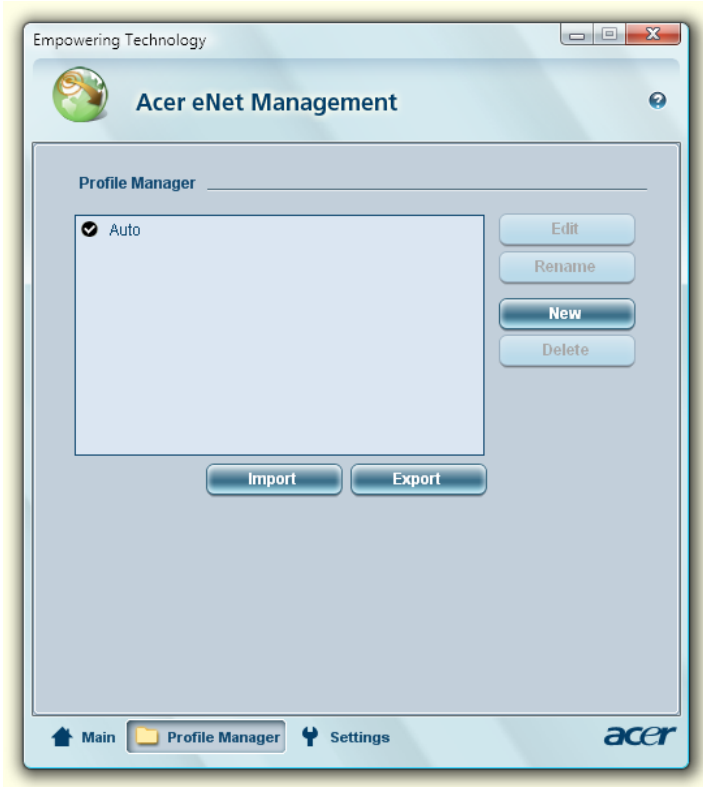 Empowering Technology
Acer eNet Management
Profile Manager
Auto
Edit
Rename
New
Delete
Import
Export
Main
Profile Manager
Settings
acer